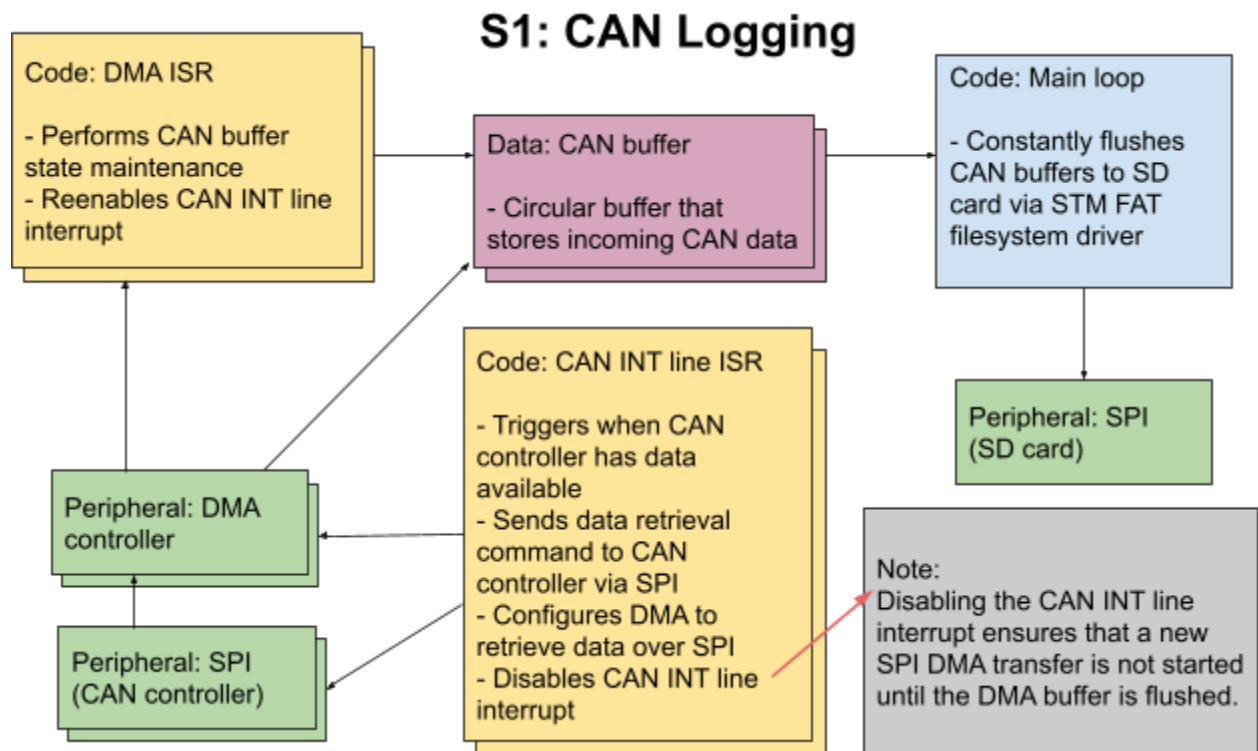 S1: CAN Logging
Code: DMA ISR
- Performs CAN buffer
state maintenance
- Reenables CAN INT line
interrupt
Data: CAN buffer
- Circular buffer that
stores incoming CAN data
Code: Main loop
- Constantly flushes
CAN buffers to SD
card via STM FAT
filesystem driver
Code: CAN INT line ISR
- Triggers when CAN
controller has data
available
- Sends data retrieval
command to CAN
controller via SPI
- Configures DMA to
retrieve data over SPI
- Disables CAN INT line
interrupt
Peripheral: SPI
(SD card)
Peripheral: DMA
controller
Peripheral: SPI
(CAN controller)
Note:
Disabling the CAN INT line
interrupt ensures that a new
SPI DMA transfer is not started
until the DMA buffer is flushed.